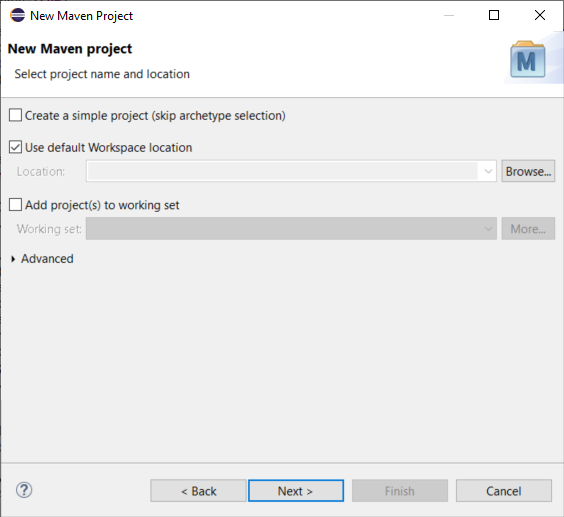 New Maven Project
New Maven project
Select project name and location
M
Create a simple project (skip archetype selection)
Use default Workspace location
Location:
Browse...
Add project(s) to working set
Working set:
More...
Advanced
?
< Back
Next >
Finish
Cancel